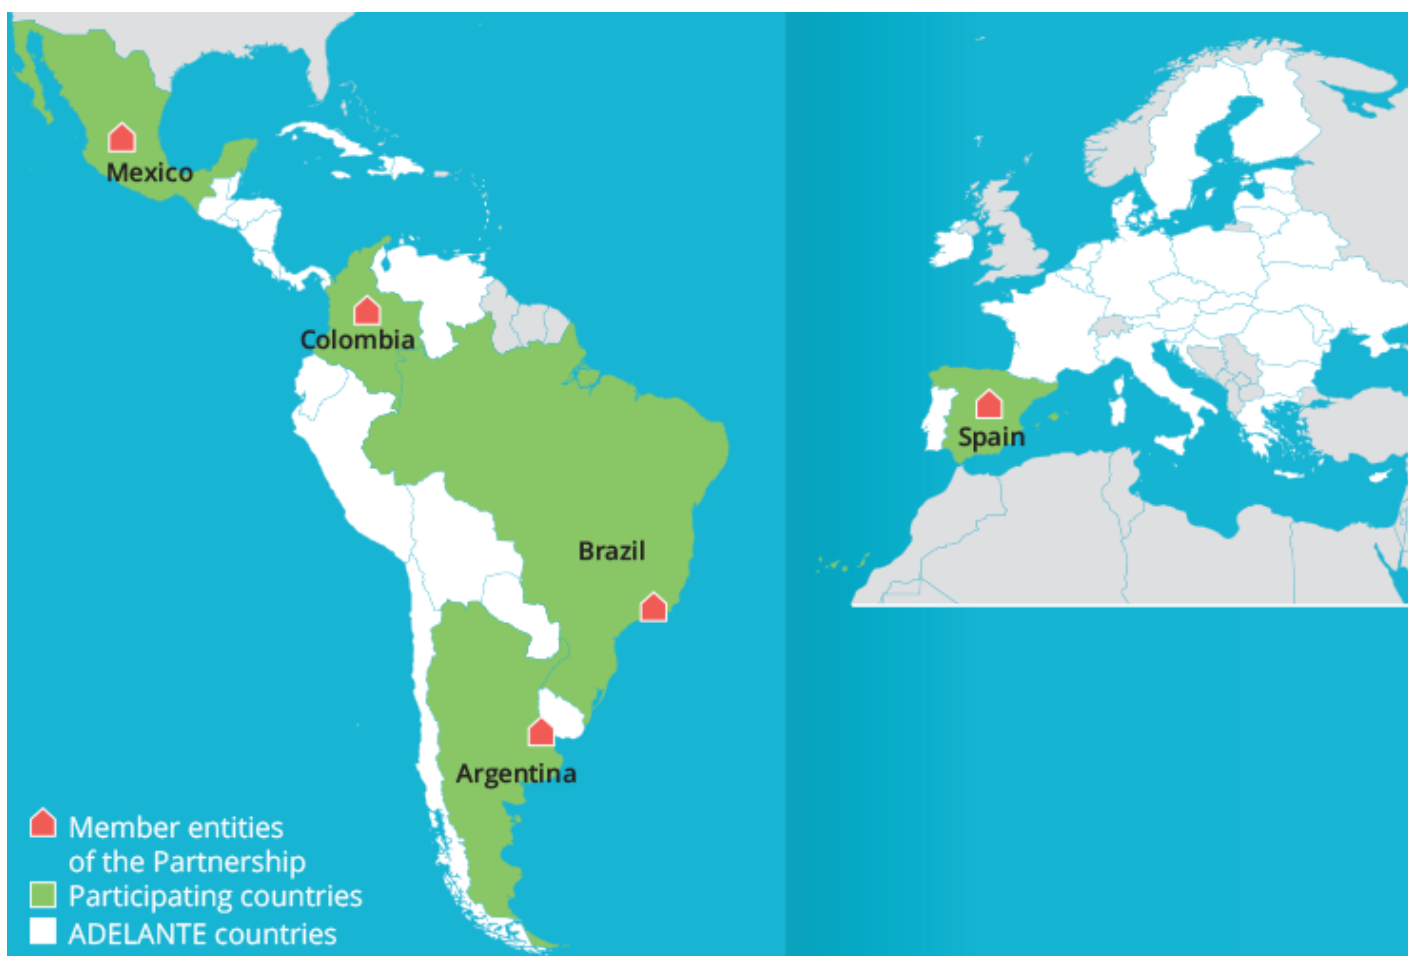 Mexico
Colombia
Spain
Brazil
Argentina
Member entities
of the Partnership
Participating countries
ADELANTE countries